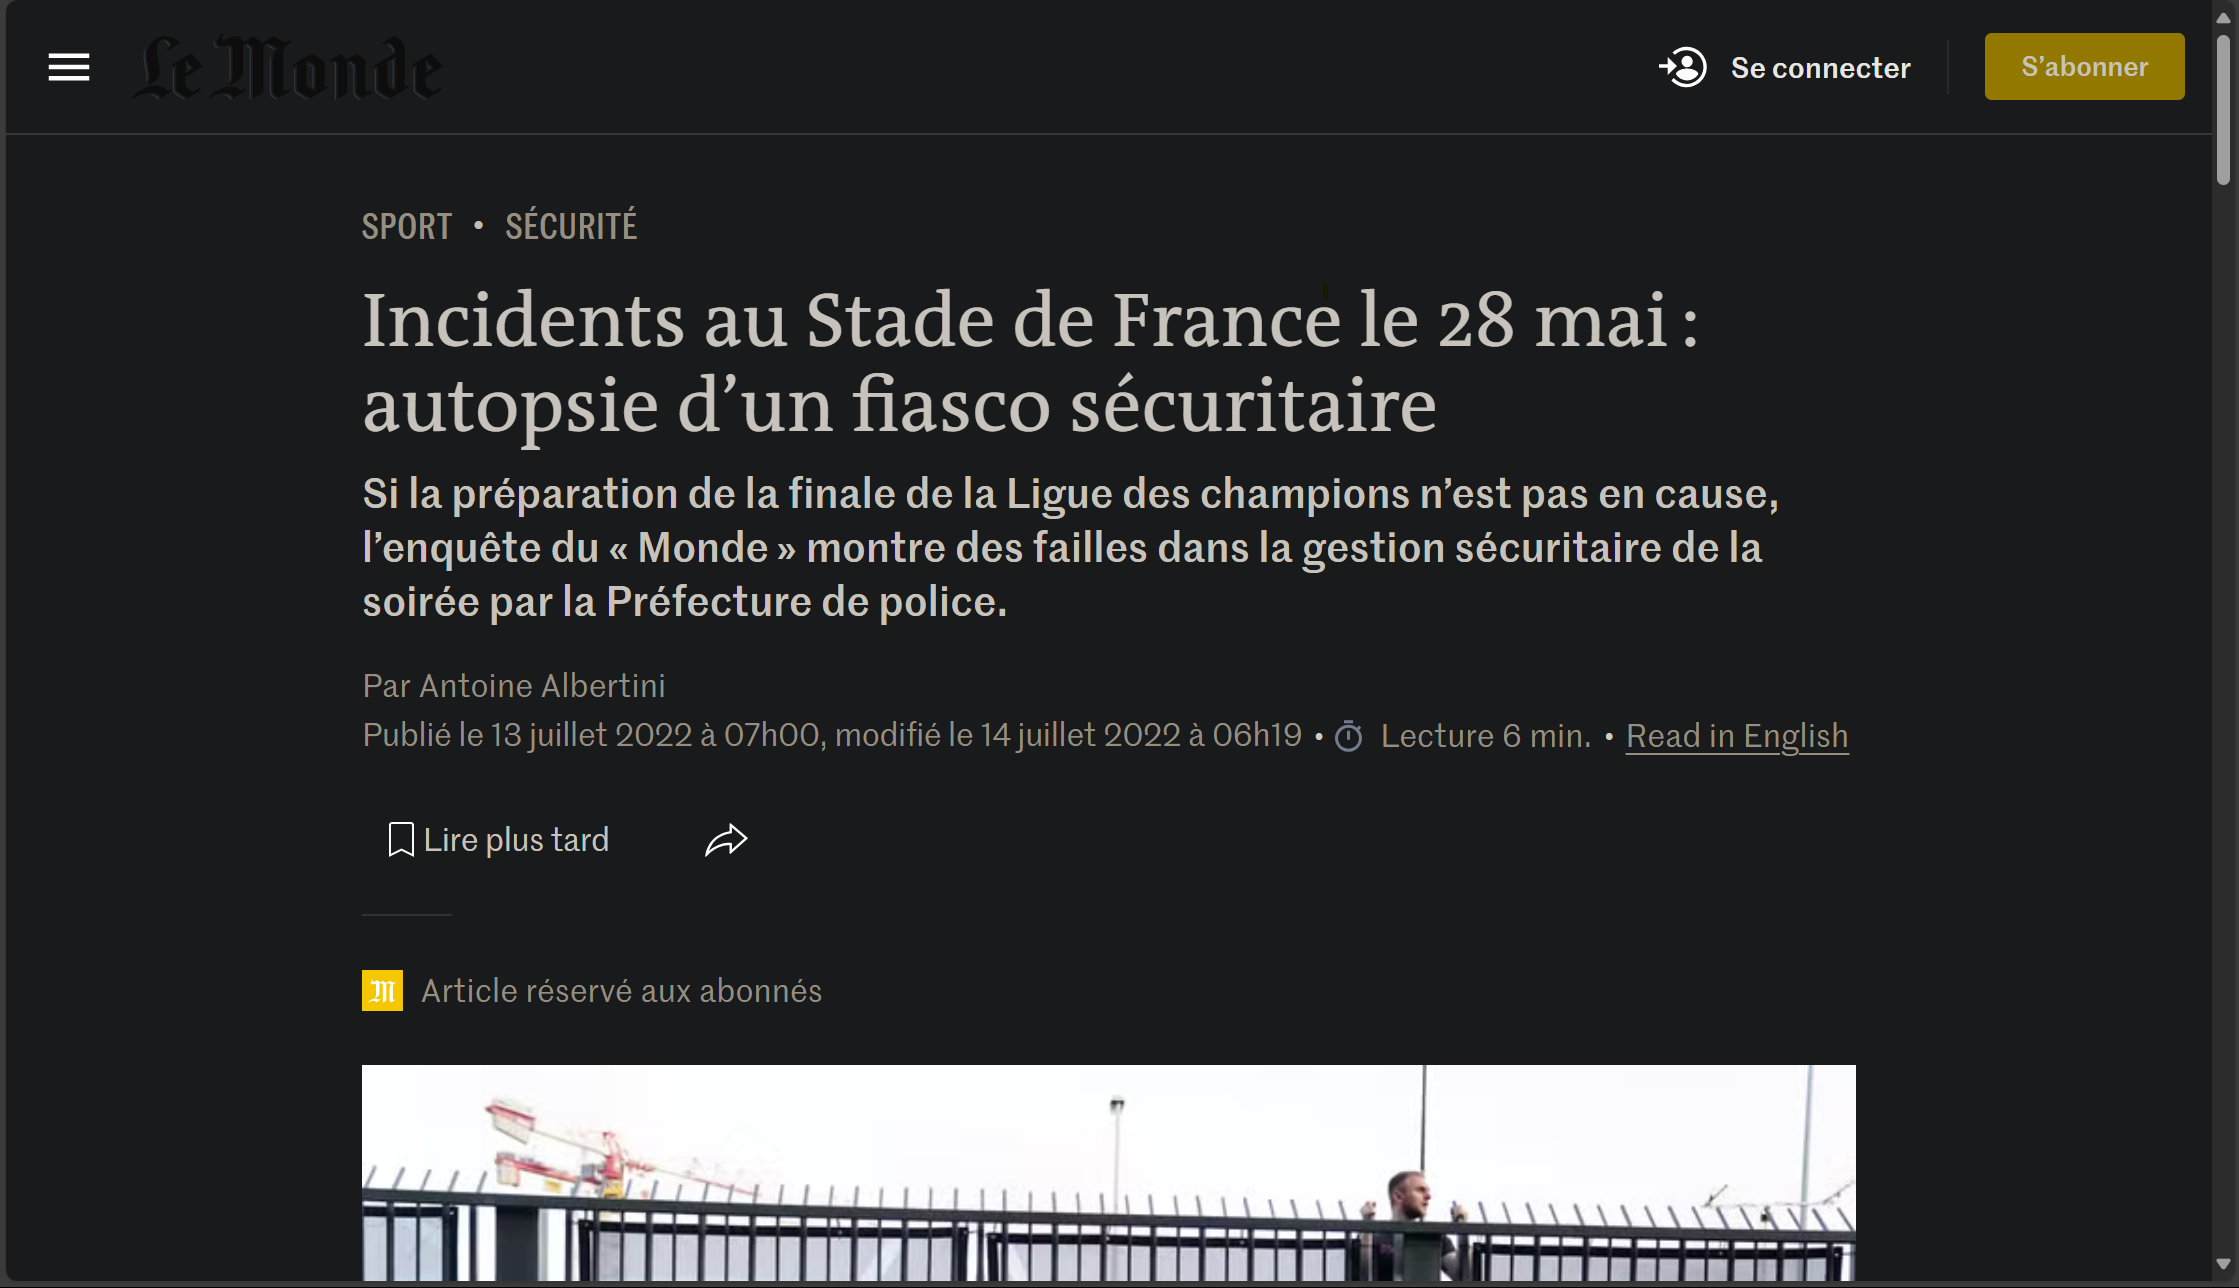 Le Monde
Se connecter
S’abonner
SPORT • SÉCURITÉ
Incidents au Stade de France le 28 mai :
autopsie d’un fiasco sécuritaire
Si la préparation de la finale de la Ligue des champions n’est pas en cause,
l’enquête du « Monde » montre des failles dans la gestion sécuritaire de la
soirée par la Préfecture de police.
Par Antoine Albertini
Publié le 13 juillet 2022 à 07h00, modifié le 14 juillet 2022 à 06h19 • Lecture 6 min. • Read in English
Lire plus tard
M Article réservé aux abonnés